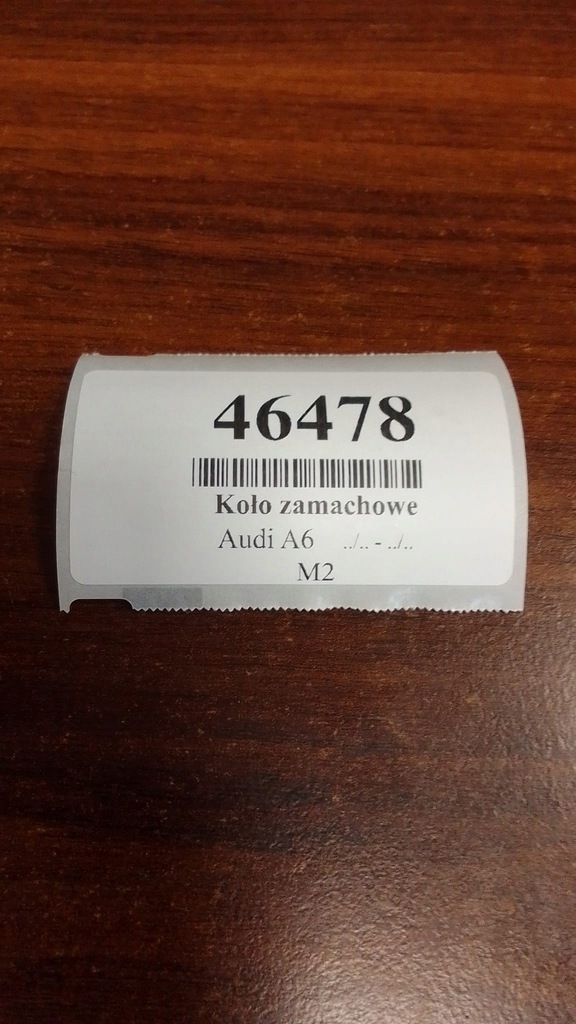 46478
Koło zamachowe
Audi A6 ../.. - ../..
M2